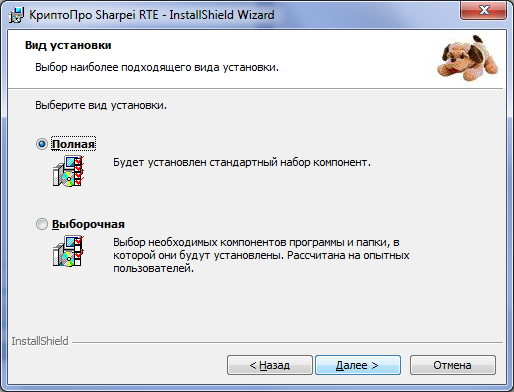 КриптоПро Sharpei RTE - InstallShield Wizard
Вид установки
Выбор наиболее подходящего вида установки.
Выберите вид установки.
Полная
Будет установлен стандартный набор компонент.
Выборочная
Выбор необходимых компонентов программы и папки, в
которой они будут установлены. Рассчитана на опытных
пользователей.
InstallShield
< Назад
Далее >
Отмена